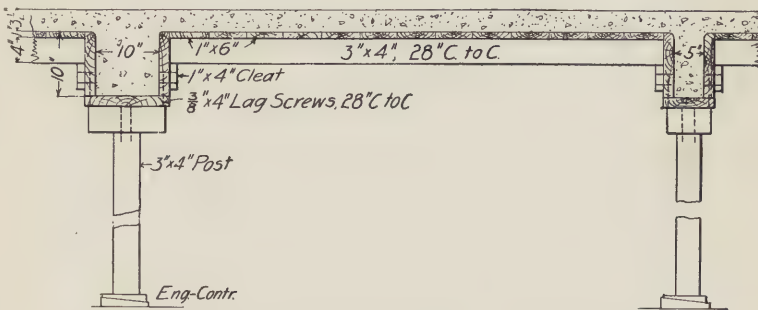 10"
1"x6"
3"x4", 28"C. to C.
5"
4"
10"
1"x4" Cleat
3/8"x4" Lag Screws, 28"C to C
3"x4" Post
Eng-Contr.